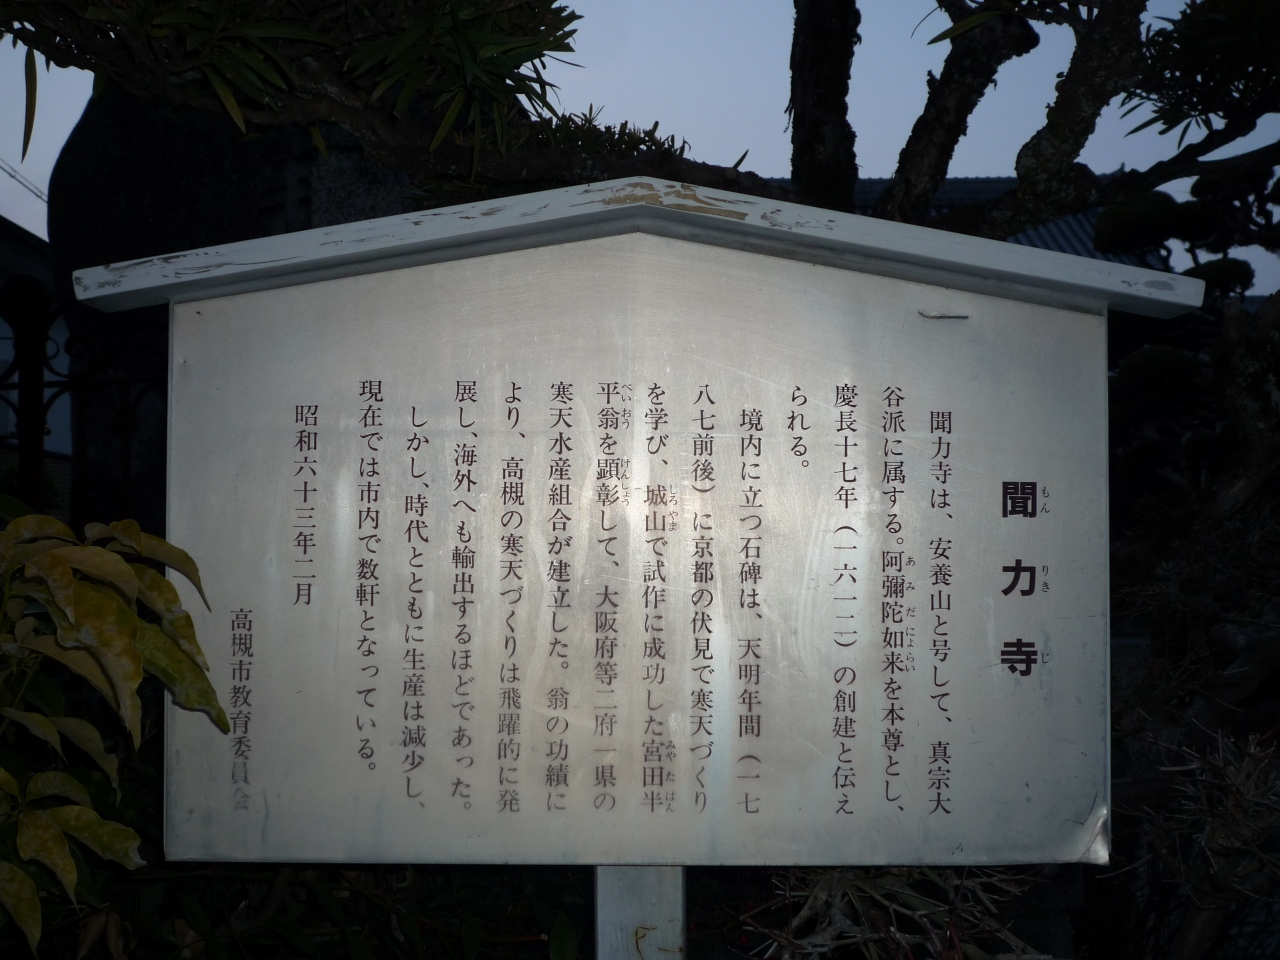 聞力寺
聞力寺は、安養山と号して、真宗大
谷派に属する。阿彌陀如来を本尊とし、
慶長十七年（一六一二）の創建と伝え
られる。
境内に立つ石碑は、天明年間（一七
八七前後）に京都の伏見で寒天づくり
を学び、城山で試作に成功した宮田半
平翁を顕彰して、大阪府等二府一県の
寒天水産組合が建立した。翁の功績に
より、高槻の寒天づくりは飛躍的に発
展し、海外へも輸出するほどであった。
しかし、時代とともに生産は減少し、
現在では市内で数軒となっている。
昭和六十三年二月
高槻市教育委員会